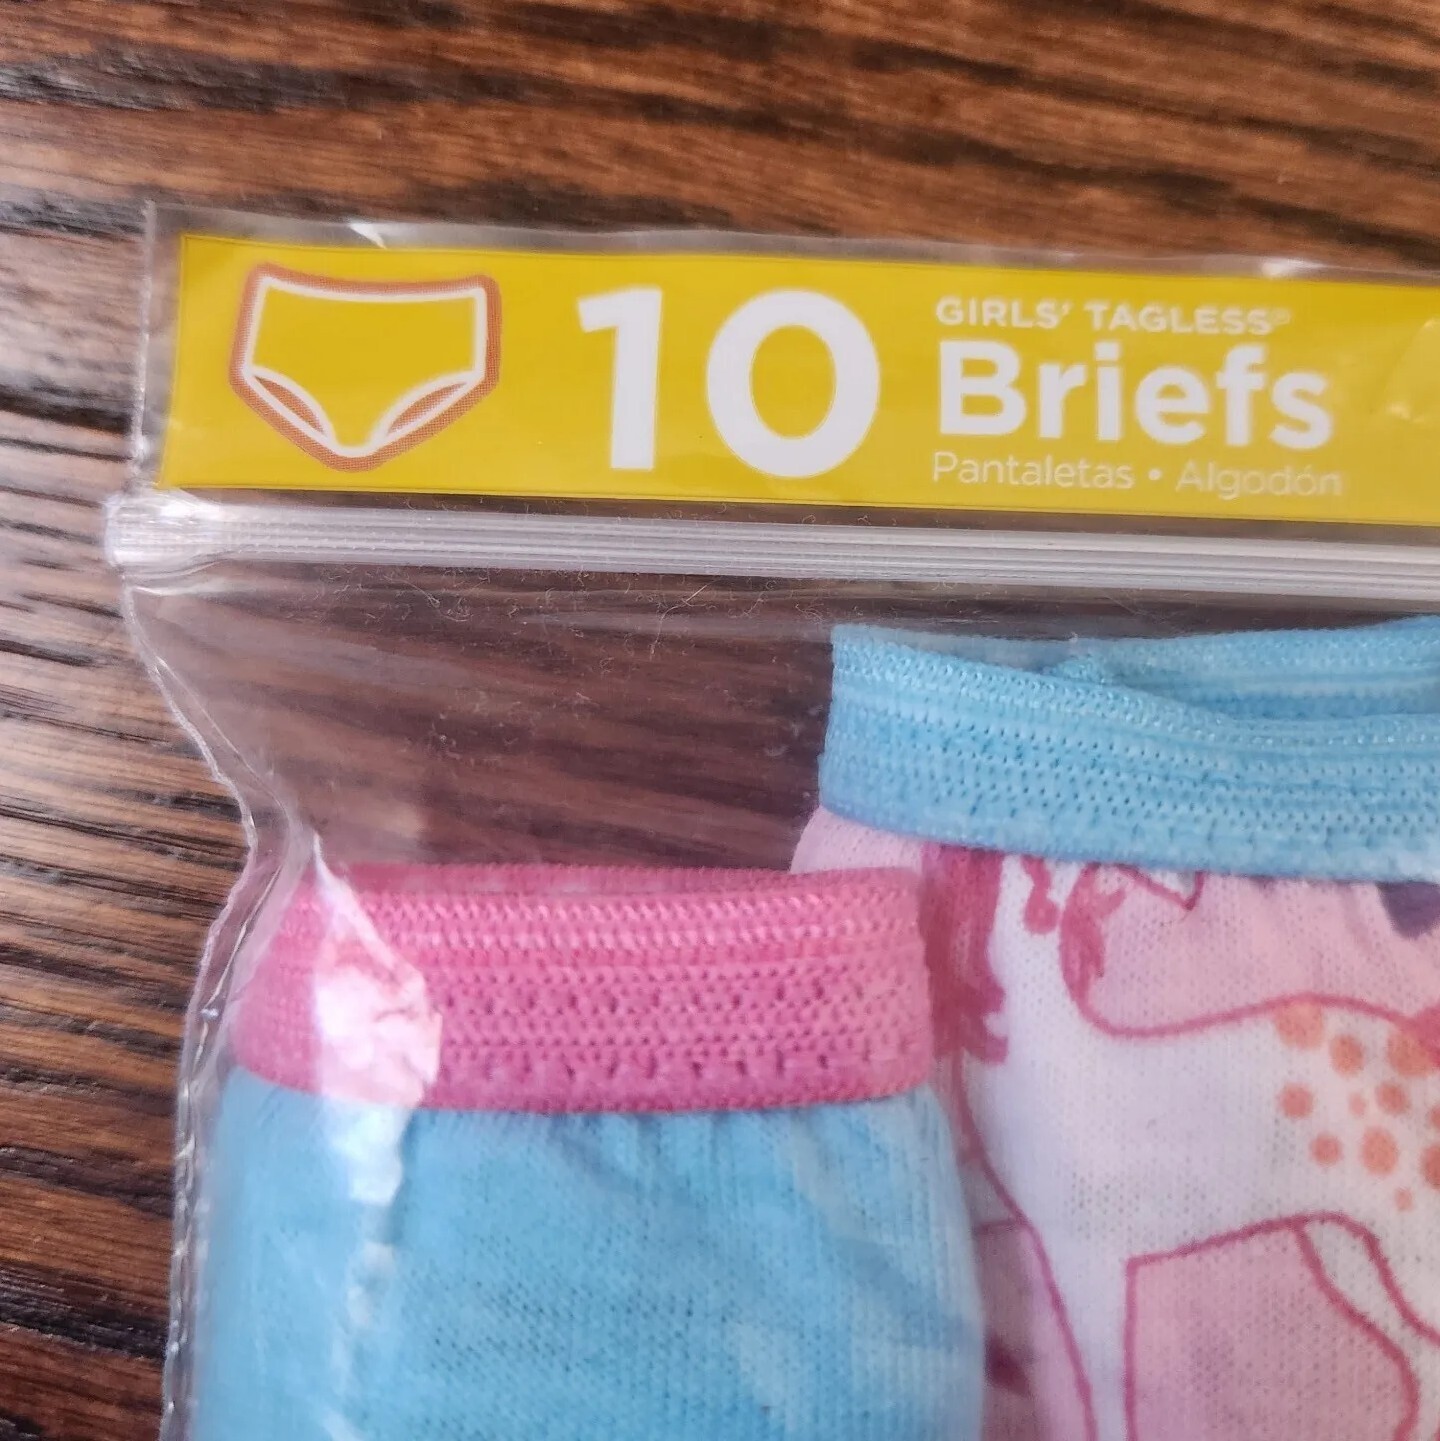 10
GIRLS' TAGLESS®
Briefs
Pantaletas • Algodón